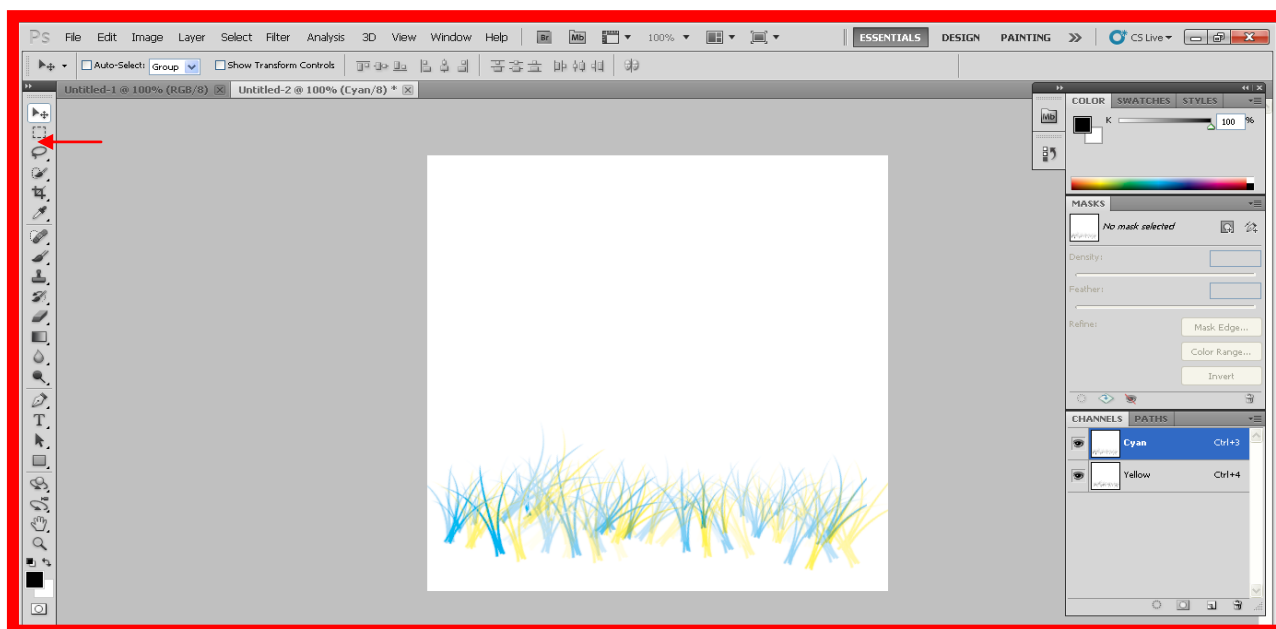 Ps File Edit Image Layer Select Filter Analysis 3D View Window Help Br Mb 100% ESSENTIALS DESIGN PAINTING >> CS Live
Auto-Select: Group Show Transform Controls
Untitled-1 @ 100% (RGB/8) Untitled-2 @ 100% (Cyan/8) *
Mb
COLOR SWATCHES STYLES
K 100 %
MASKS
No mask selected
Density:
Feather:
Refine: Mask Edge...
Color Range...
Invert
CHANNELS PATHS
Cyan Ctrl+3
Yellow Ctrl+4
T